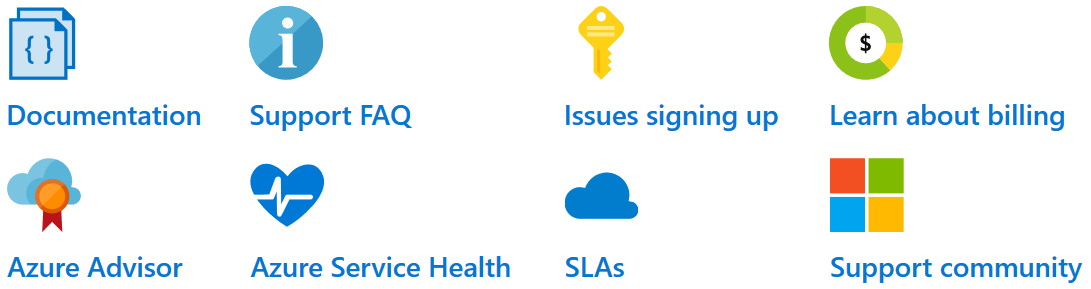 { }
i
$
Documentation
Support FAQ
Issues signing up
Learn about billing
Azure Advisor
Azure Service Health
SLAs
Support community